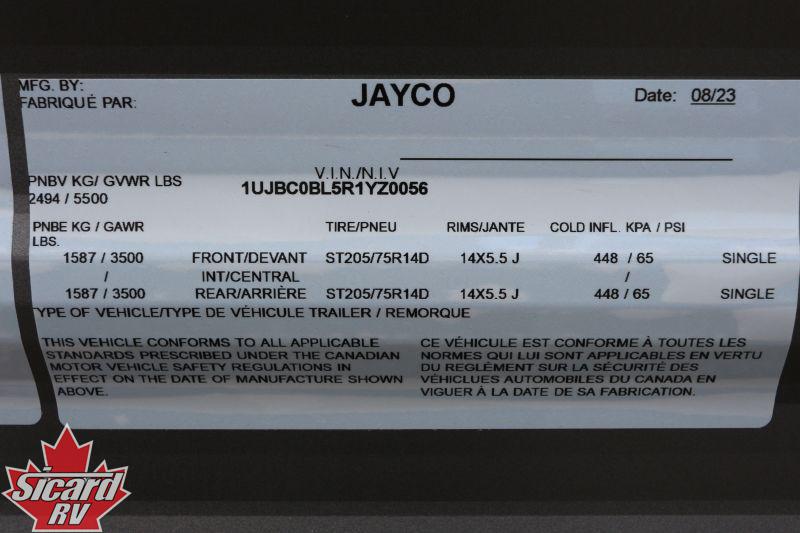 MFG. BY:
FABRIQUÉ PAR:
JAYCO
Date: 08/23
V.I.N./N.I.V
PNBV KG/ GVWR LBS
1UJBC0BL5R1YZ0056
2494 / 5500
PNBE KG / GAWR LBS. TIRE/PNEU RIMS/JANTE COLD INFL. KPA / PSI
1587 / 3500 FRONT/DEVANT ST205/75R14D 14X5.5 J 448 / 65 SINGLE
/ INT/CENTRAL /
1587 / 3500 REAR/ARRIÈRE ST205/75R14D 14X5.5 J 448 / 65 SINGLE
TYPE OF VEHICLE/TYPE DE VÉHICULE TRAILER / REMORQUE
THIS VEHICLE CONFORMS TO ALL APPLICABLE
STANDARDS PRESCRIBED UNDER THE CANADIAN
MOTOR VEHICLE SAFETY REGULATIONS IN
EFFECT ON THE DATE OF MANUFACTURE SHOWN
ABOVE.
CE VÉHICULE EST CONFORME À TOUTES LES
NORMES QUI LUI SONT APPLICABLES EN VERTU
DU REGLÈMENT SUR LA SÉCURITÉ DES
VÉHICLUES AUTOMOBILES DU CANADA EN
VIGUER À LA DATE DE SA FABRICATION.
Sicard
RV